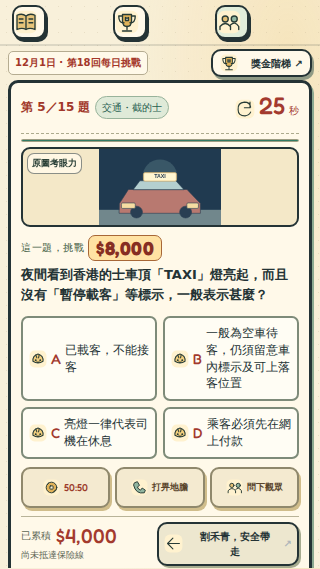 12月1日・第18回每日挑戰
獎金階梯 ↗
第 5／15 題
交通・截的士
25 秒
原圖考眼力
TAXI
這一題，挑戰 $8,000
夜間看到香港的士車頂「TAXI」燈亮起，而且
沒有「暫停載客」等標示，一般表示甚麼？
A 已載客，不能接
客
B 一般為空車待
客，仍須留意車
內標示及可上落
客位置
C 亮燈一律代表司
機在休息
D 乘客必須先在網
上付款
50:50
打畀地膽
問下觀眾
已累積 $4,000
尚未抵達保險線
← 割禾青，安全帶
走 ↗